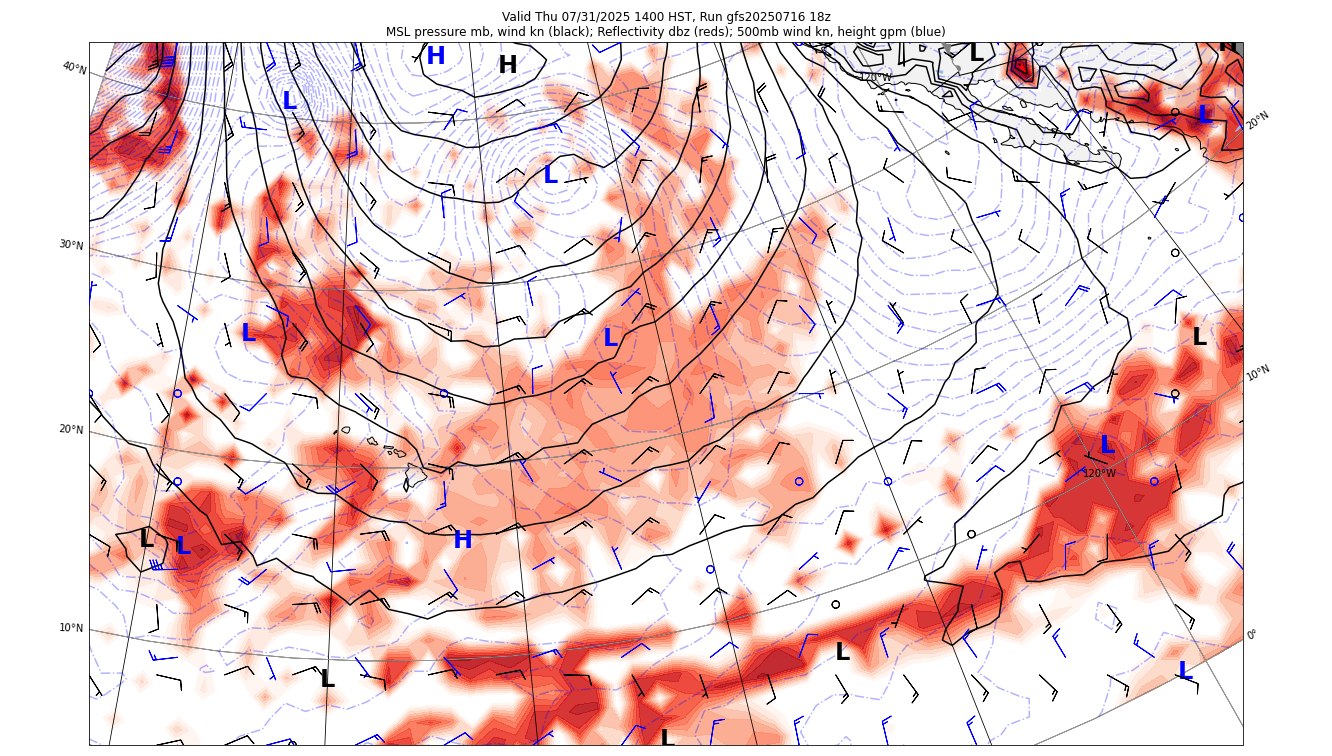 Valid Thu 07/31/2025 1400 HST, Run gfs20250716 18z
MSL pressure mb, wind kn (black); Reflectivity dbz (reds); 500mb wind kn, height gpm (blue)
H
H
L
H
40°N
120°W
L
L
20°N
L
30°N
L
L
L
10°N
20°N
L
120°W
L
L
H
10°N
0°
L
L
L
L